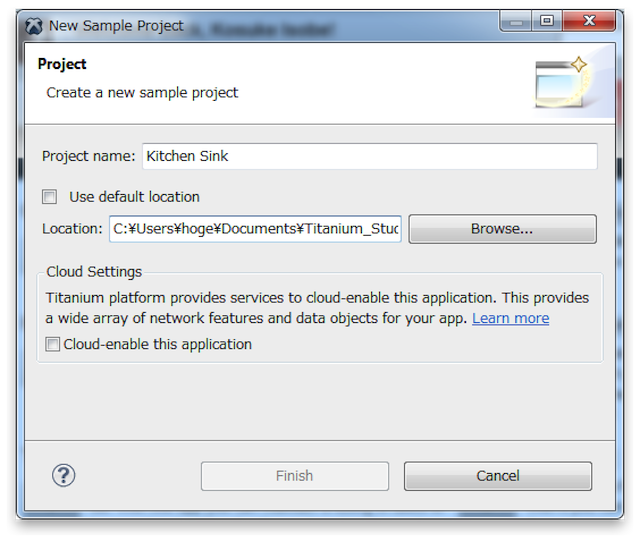 New Sample Project
Project
Create a new sample project
Project name: Kitchen Sink
Use default location
Location: C:¥Users¥hoge¥Documents¥Titanium_Stud Browse...
Cloud Settings
Titanium platform provides services to cloud-enable this application. This provides
a wide array of network features and data objects for your app. Learn more
Cloud-enable this application
? Finish Cancel